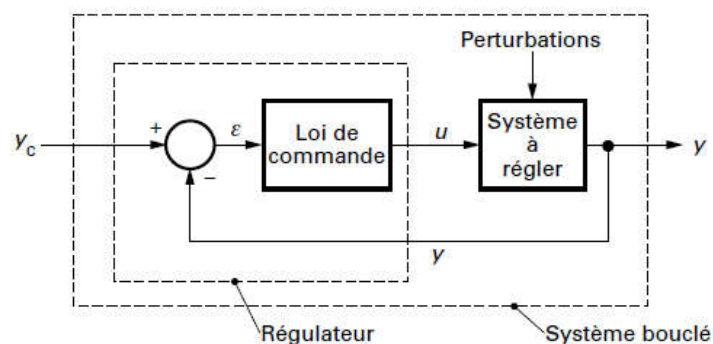 Perturbations
y_c
+
ε
−
Loi de
commande
u
Système
à
régler
y
y
Régulateur
Système bouclé